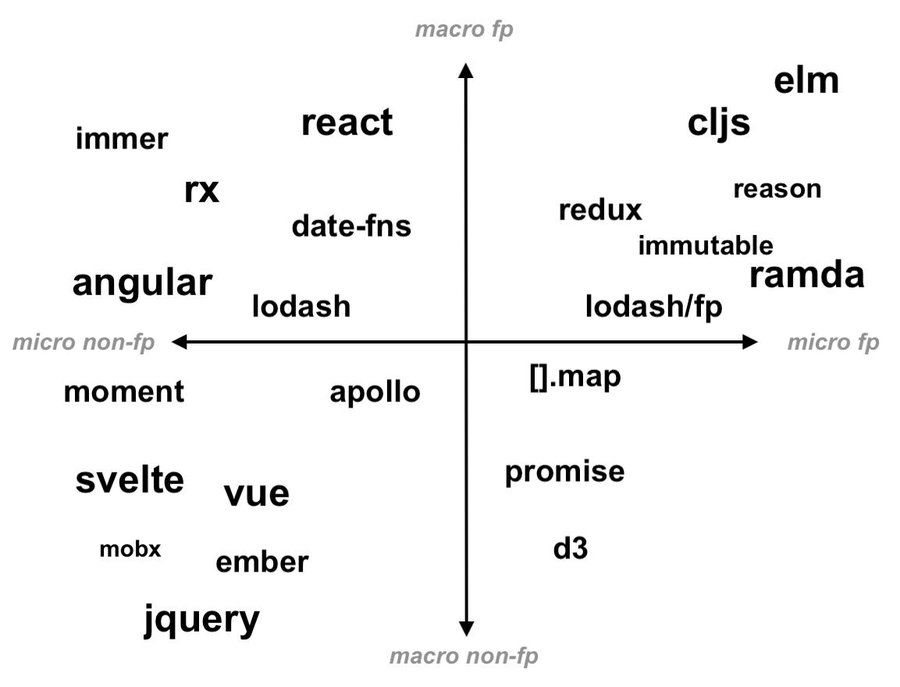 macro fp
elm
react
cljs
immer
rx
reason
redux
date-fns
immutable
angular
ramda
lodash
lodash/fp
micro non-fp
micro fp
moment
apollo
[].map
svelte
vue
promise
mobx
ember
d3
jquery
macro non-fp